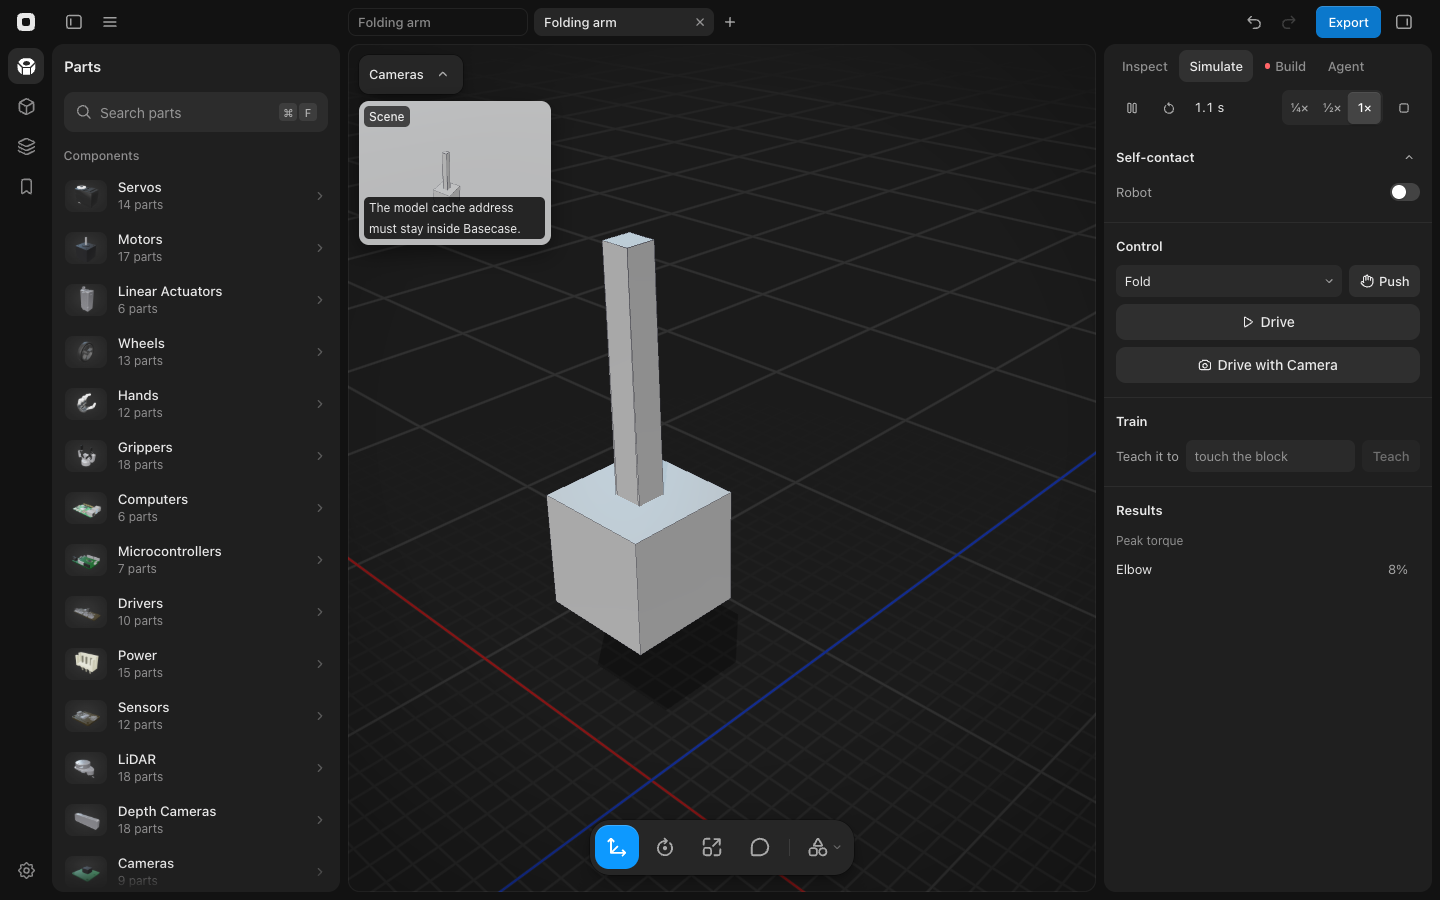 Folding arm
Folding arm
Export
Parts
Search parts
⌘ F
Components
Servos
14 parts
Motors
17 parts
Linear Actuators
6 parts
Wheels
13 parts
Hands
12 parts
Grippers
18 parts
Computers
6 parts
Microcontrollers
7 parts
Drivers
10 parts
Power
15 parts
Sensors
12 parts
LiDAR
18 parts
Depth Cameras
18 parts
Cameras
9 parts
Cameras
Scene
The model cache address
must stay inside Basecase.
Inspect
Simulate
Build
Agent
1.1 s
¼×
½×
1×
Self-contact
Robot
Control
Fold
Push
Drive
Drive with Camera
Train
Teach it to
touch the block
Teach
Results
Peak torque
Elbow
8%